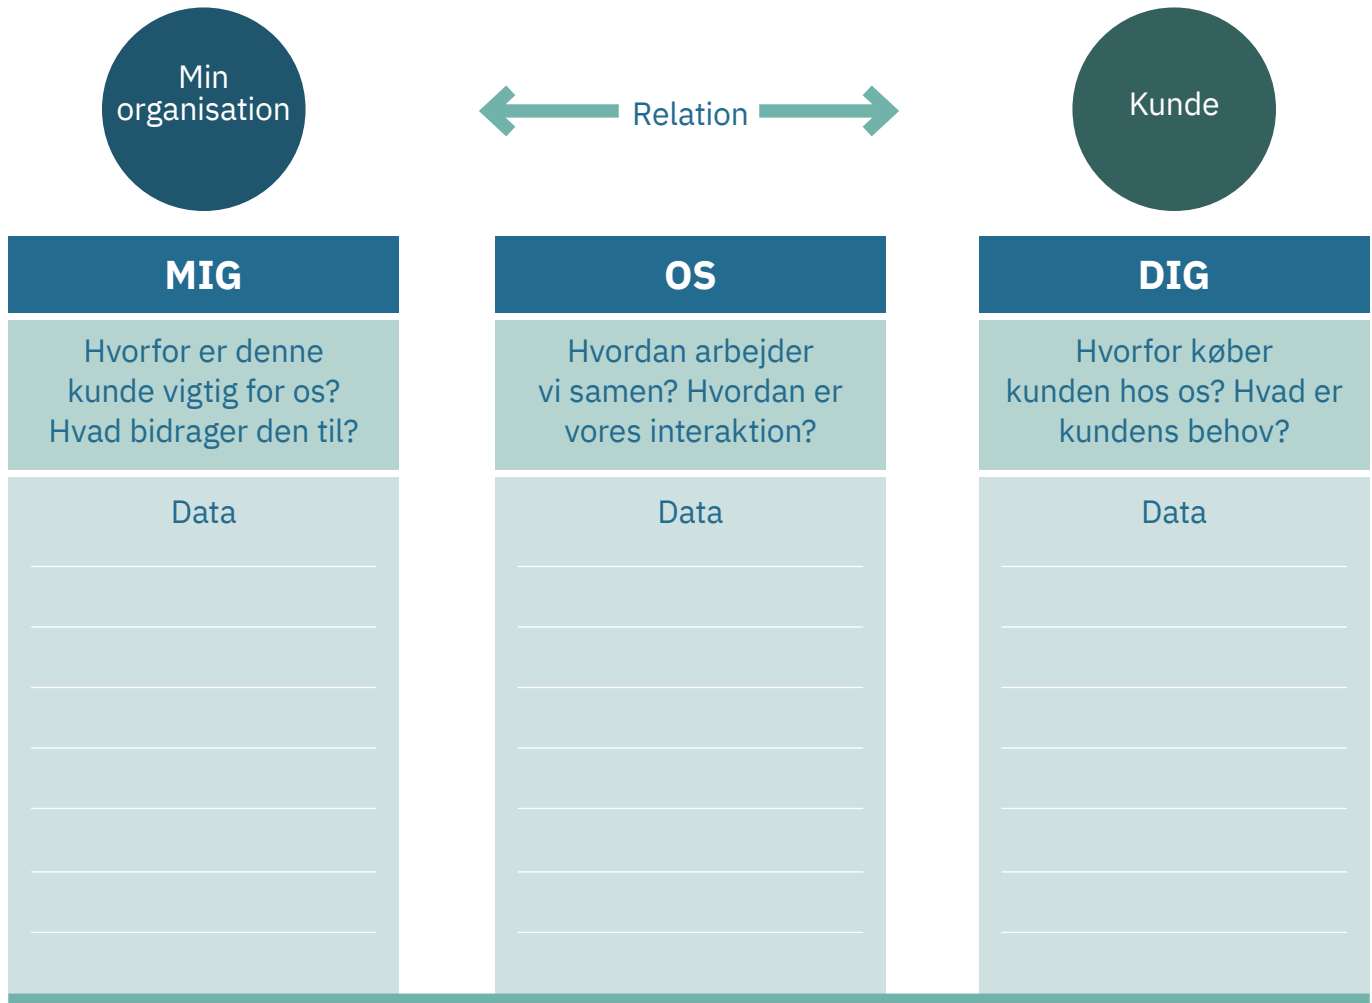 Min
organisation
Relation
Kunde
MIG
Hvorfor er denne
kunde vigtig for os?
Hvad bidrager den til?
Data
OS
Hvordan arbejder
vi samen? Hvordan er
vores interaktion?
Data
DIG
Hvorfor køber
kunden hos os? Hvad er
kundens behov?
Data